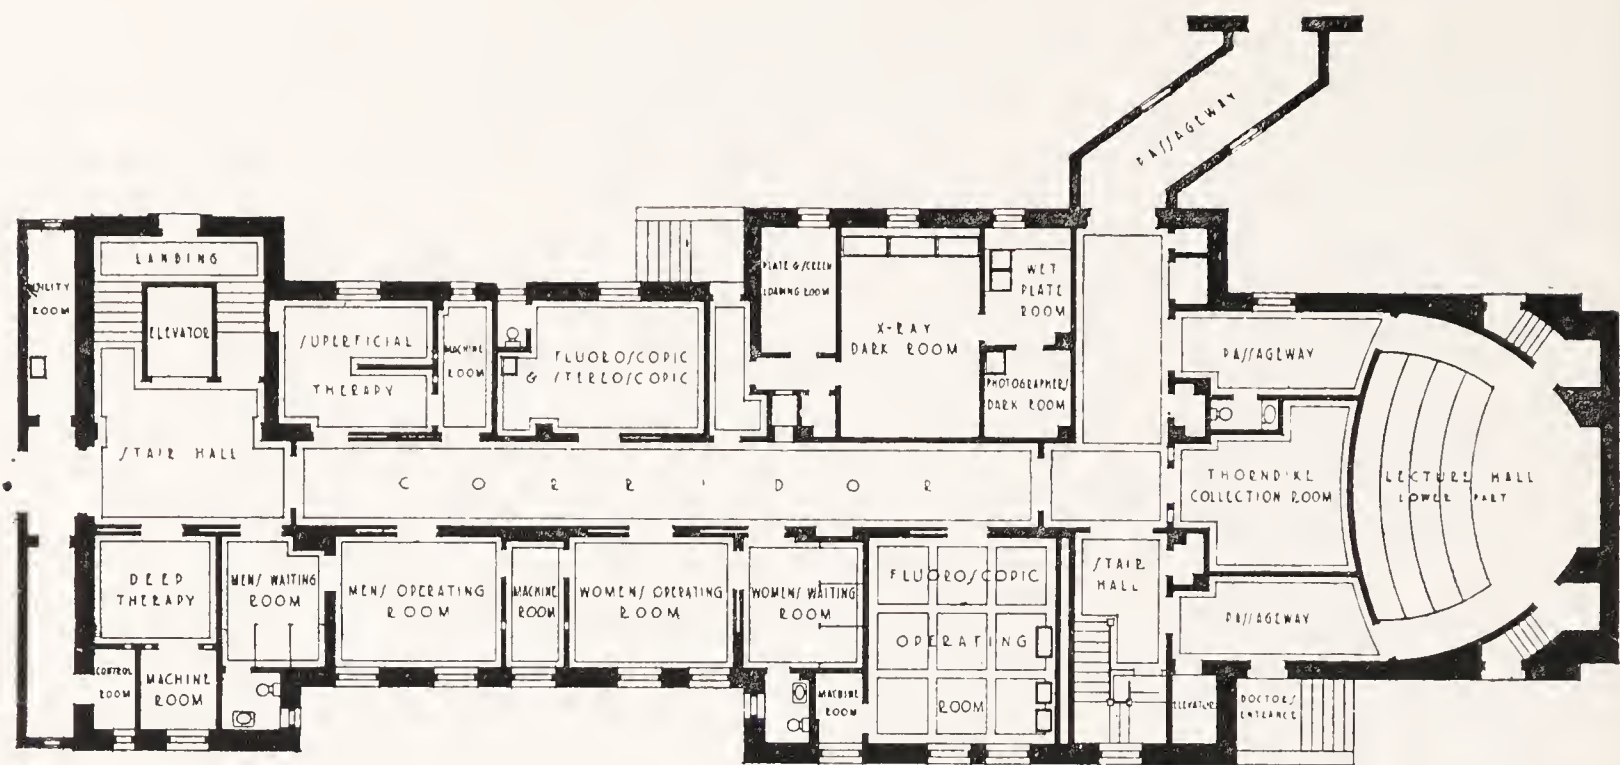 PASSAGEWAY
LANDING
UTILITY
ROOM
ELEVATOR
SUPERFICIAL
THERAPY
MACHINE
ROOM
FLUOROSCOPIC
& STEREOSCOPIC
PLATE & SCREEN
LOADING ROOM
X-RAY
DARK ROOM
WET
PLATE
ROOM
PHOTOGRAPHERS
DARK ROOM
PASSAGEWAY
STAIR HALL
CORRIDOR
THORNDIKE
COLLECTION ROOM
LECTURE HALL
LOWER PART
DEEP
THERAPY
MENS WAITING
ROOM
MENS OPERATING
ROOM
MACHINE
ROOM
WOMENS OPERATING
ROOM
WOMENS WAITING
ROOM
FLUOROSCOPIC
OPERATING
ROOM
STAIR
HALL
PASSAGEWAY
CONTROL
ROOM
MACHINE
ROOM
MACHINE
ROOM
ELEVATOR
DOCTORS
ENTRANCE